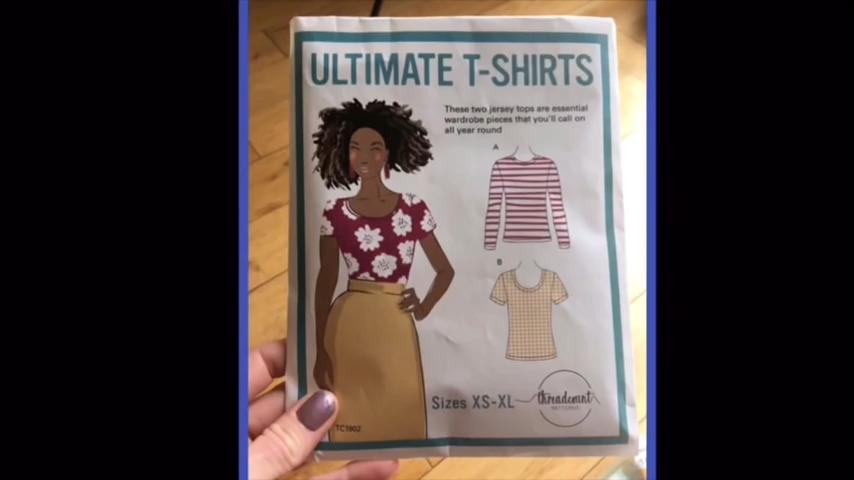 ULTIMATE T-SHIRTS
These two jersey tops are essential
wardrobe pieces that you'll call on
all year round
A
B
Sizes XS-XL
threadcount
PATTERNS
TC1902